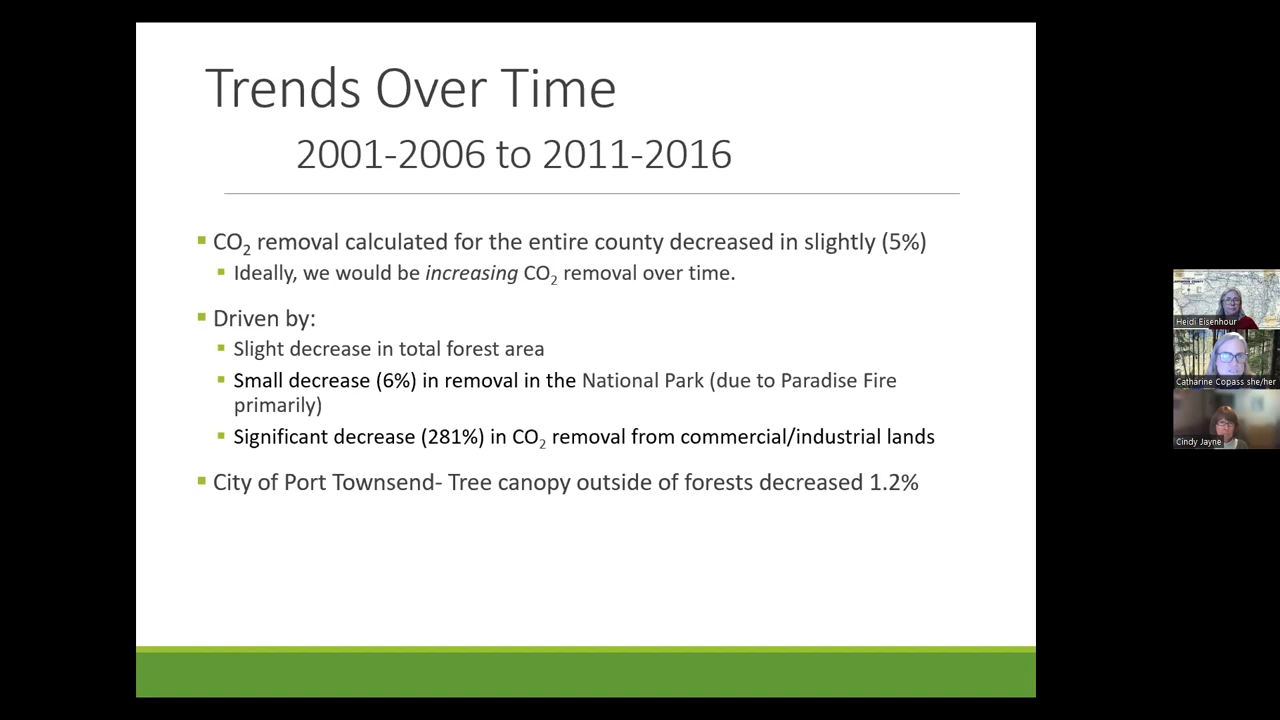 Trends Over Time
2001-2006 to 2011-2016
CO2 removal calculated for the entire county decreased in slightly (5%)
Ideally, we would be increasing CO2 removal over time.
Driven by:
Slight decrease in total forest area
Small decrease (6%) in removal in the National Park (due to Paradise Fire
primarily)
Significant decrease (281%) in CO2 removal from commercial/industrial lands
City of Port Townsend- Tree canopy outside of forests decreased 1.2%
Heidi Eisenhour
Catharine Copass she/her
Cindy Jayne